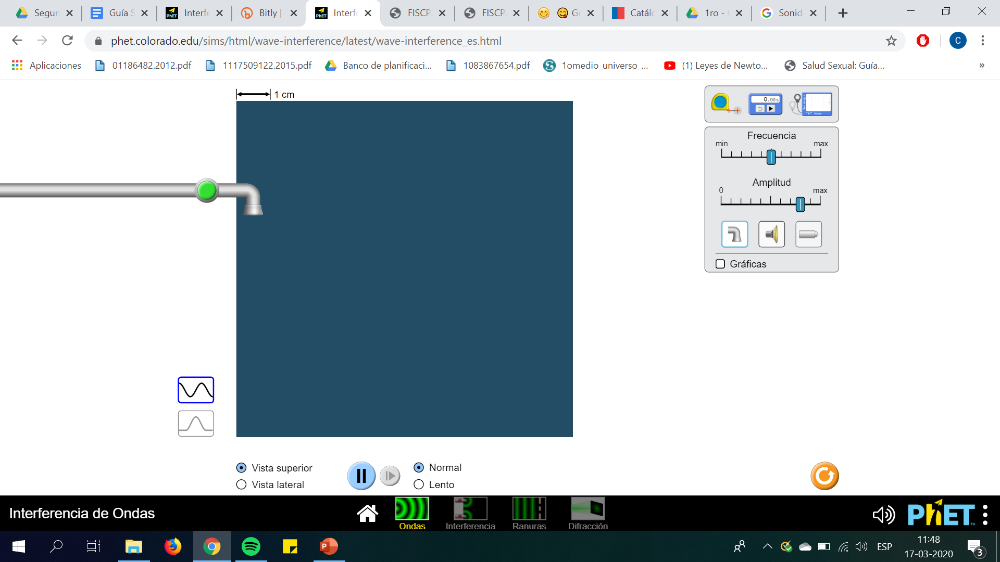 Segun
Guía S
Interfe
Bitly |
Interfe
FISCP
FISCP
Ge
Catálo
1ro -
Sonid
phet.colorado.edu/sims/html/wave-interference/latest/wave-interference_es.html
C
Aplicaciones
01186482.2012.pdf
1117509122.2015.pdf
Banco de planificaci...
1083867654.pdf
1omedio_universo_...
(1) Leyes de Newto...
Salud Sexual: Guía...
»
1 cm
0.00 s
Frecuencia
min
max
Amplitud
0
max
Gráficas
Vista superior
Vista lateral
Normal
Lento
Interferencia de Ondas
Ondas
Interferencia
Ranuras
Difracción
PhET
ESP
11:48
17-03-2020
3